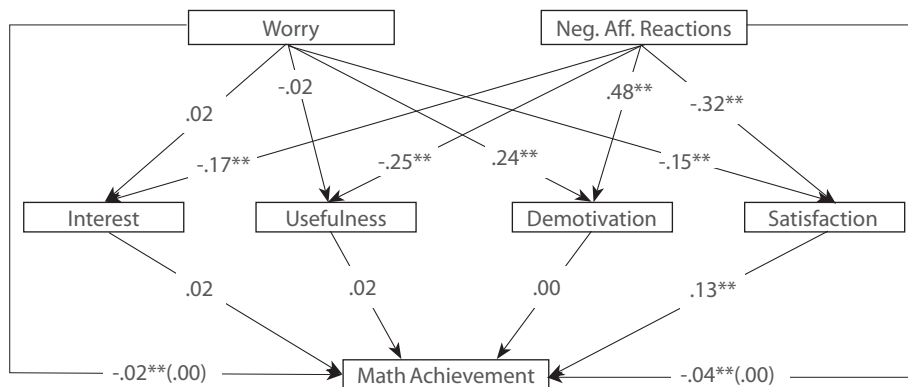 Worry Neg. Aff. Reactions
.02 -.02 .48** -.32**
-.17** -.25** .24** -.15**
Interest Usefulness Demotivation Satisfaction
.02 .02 .00 .13**
-.02**(.00) Math Achievement -.04**(.00)